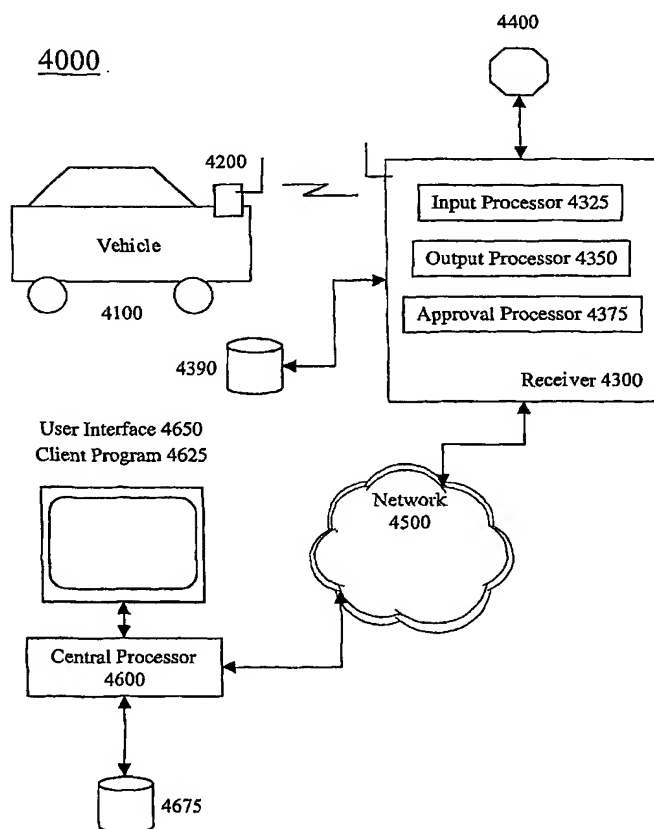 4000
4400
4200
Input Processor 4325
Vehicle
Output Processor 4350
4100
Approval Processor 4375
4390
Receiver 4300
User Interface 4650
Client Program 4625
Network
4500
Central Processor
4600
4675